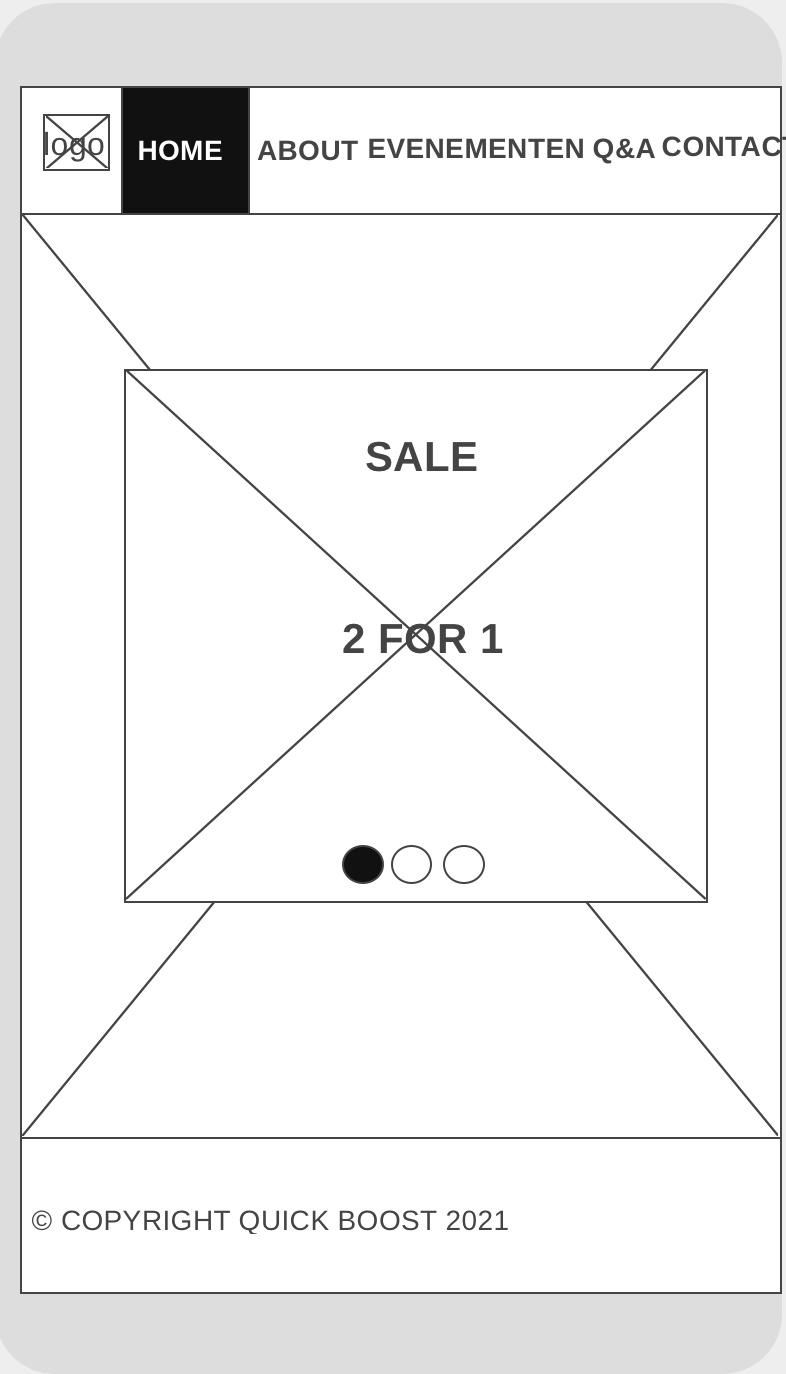 logo HOME ABOUT EVENEMENTEN Q&A CONTACT
SALE
2 FOR 1
© COPYRIGHT QUICK BOOST 2021